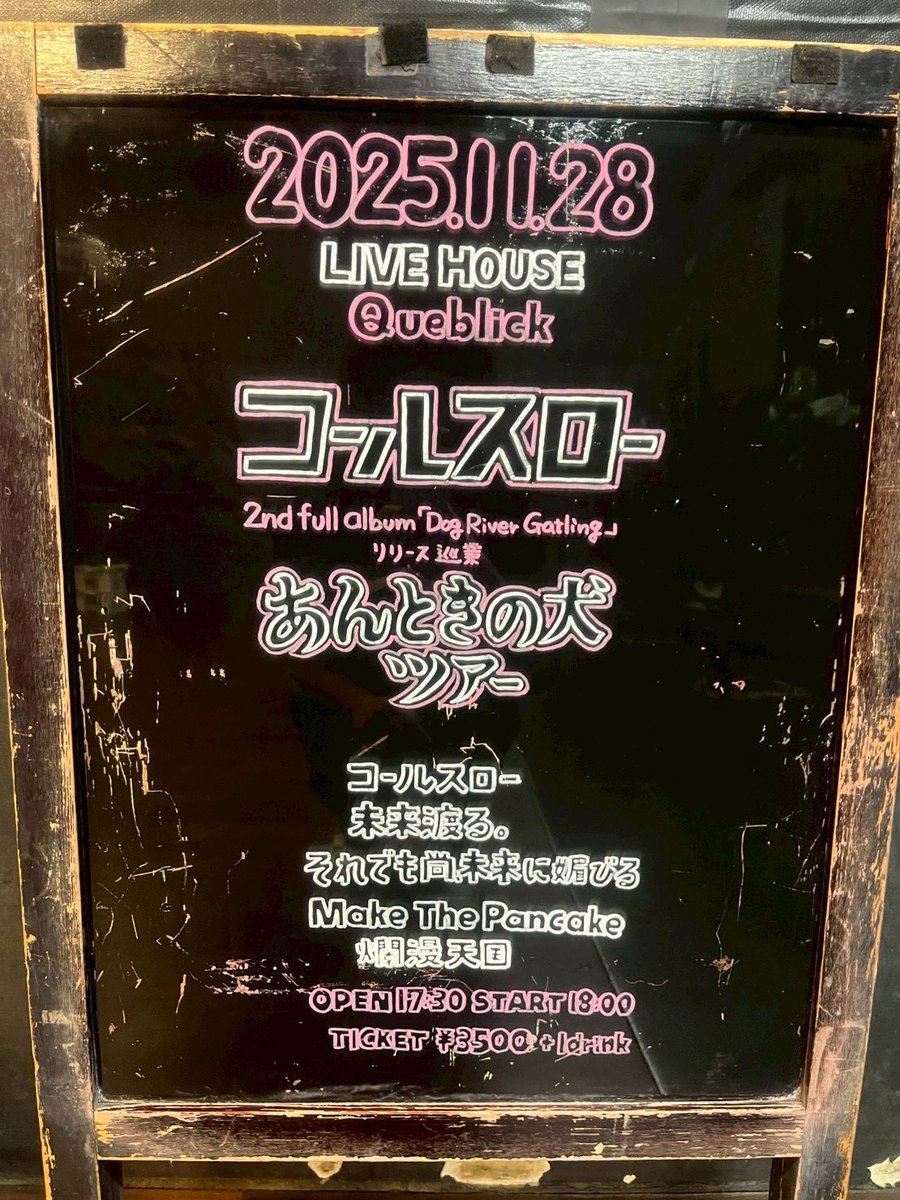 2025.11.28
LIVE HOUSE
Queblick
コールスロー
2nd full album「Dog River Gatling」
リリース巡業
あんときの犬
ツアー
コールスロー
未来渡る。
それでも尚未来に媚びる
Make The Pancake
爛漫天国
OPEN 17:30 START 18:00
TICKET ¥3500 +1drink